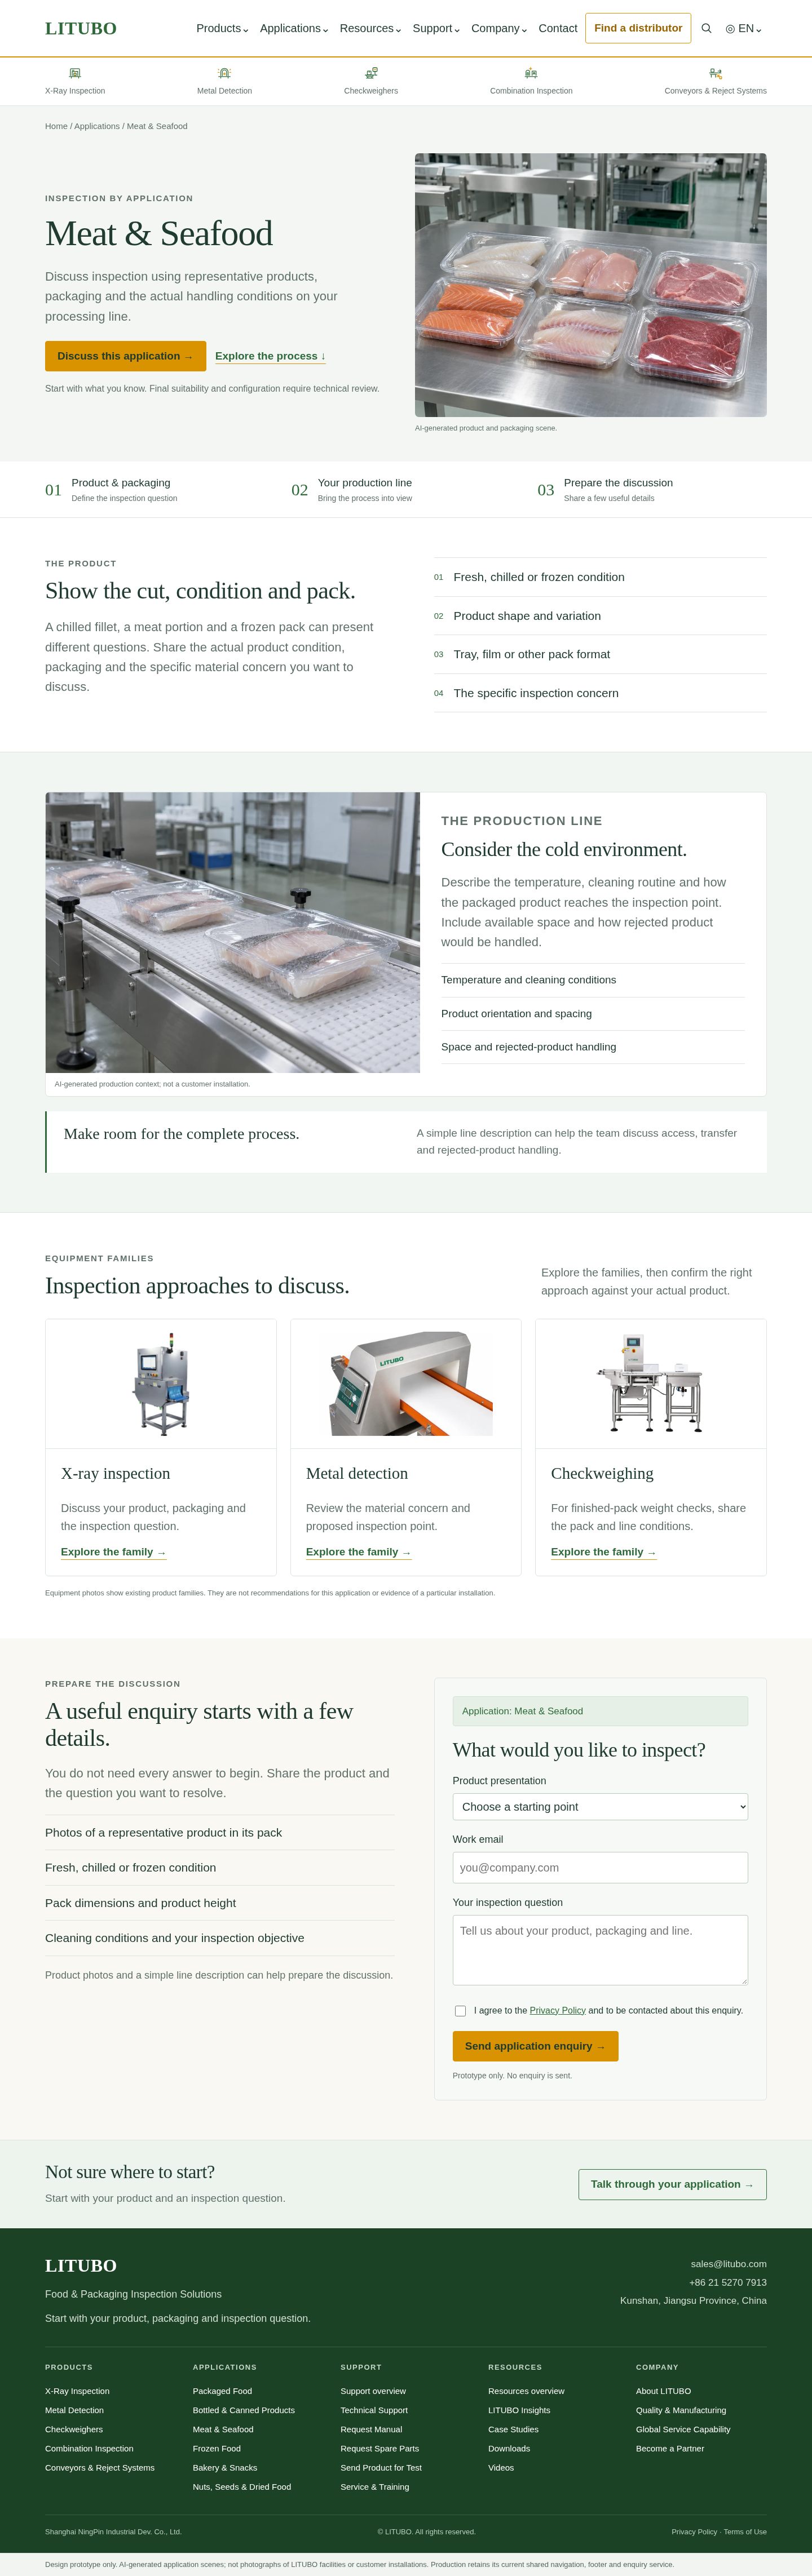 LITUBO
Products Applications Resources Support Company Contact Find a distributor EN
X-Ray Inspection
Metal Detection
Checkweighers
Combination Inspection
Conveyors & Reject Systems
Home / Applications / Meat & Seafood
INSPECTION BY APPLICATION
Meat & Seafood
Discuss inspection using representative products,
packaging and the actual handling conditions on your
processing line.
Discuss this application →
Explore the process ↓
Start with what you know. Final suitability and configuration require technical review.
AI-generated product and packaging scene.
01
Product & packaging
Define the inspection question
02
Your production line
Bring the process into view
03
Prepare the discussion
Share a few useful details
THE PRODUCT
Show the cut, condition and pack.
A chilled fillet, a meat portion and a frozen pack can present
different questions. Share the actual product condition,
packaging and the specific material concern you want to
discuss.
01 Fresh, chilled or frozen condition
02 Product shape and variation
03 Tray, film or other pack format
04 The specific inspection concern
AI-generated production context; not a customer installation.
THE PRODUCTION LINE
Consider the cold environment.
Describe the temperature, cleaning routine and how
the packaged product reaches the inspection point.
Include available space and how rejected product
would be handled.
Temperature and cleaning conditions
Product orientation and spacing
Space and rejected-product handling
Make room for the complete process.
A simple line description can help the team discuss access, transfer
and rejected-product handling.
EQUIPMENT FAMILIES
Inspection approaches to discuss.
Explore the families, then confirm the right
approach against your actual product.
X-ray inspection
Discuss your product, packaging and
the inspection question.
Explore the family →
LITUBO
Metal detection
Review the material concern and
proposed inspection point.
Explore the family →
Checkweighing
For finished-pack weight checks, share
the pack and line conditions.
Explore the family →
Equipment photos show existing product families. They are not recommendations for this application or evidence of a particular installation.
PREPARE THE DISCUSSION
A useful enquiry starts with a few
details.
You do not need every answer to begin. Share the product and
the question you want to resolve.
Photos of a representative product in its pack
Fresh, chilled or frozen condition
Pack dimensions and product height
Cleaning conditions and your inspection objective
Product photos and a simple line description can help prepare the discussion.
Application: Meat & Seafood
What would you like to inspect?
Product presentation
Choose a starting point
Work email
you@company.com
Your inspection question
Tell us about your product, packaging and line.
I agree to the Privacy Policy and to be contacted about this enquiry.
Send application enquiry →
Prototype only. No enquiry is sent.
Not sure where to start?
Start with your product and an inspection question.
Talk through your application →
LITUBO
Food & Packaging Inspection Solutions
Start with your product, packaging and inspection question.
sales@litubo.com
+86 21 5270 7913
Kunshan, Jiangsu Province, China
PRODUCTS
X-Ray Inspection
Metal Detection
Checkweighers
Combination Inspection
Conveyors & Reject Systems
APPLICATIONS
Packaged Food
Bottled & Canned Products
Meat & Seafood
Frozen Food
Bakery & Snacks
Nuts, Seeds & Dried Food
SUPPORT
Support overview
Technical Support
Request Manual
Request Spare Parts
Send Product for Test
Service & Training
RESOURCES
Resources overview
LITUBO Insights
Case Studies
Downloads
Videos
COMPANY
About LITUBO
Quality & Manufacturing
Global Service Capability
Become a Partner
Shanghai NingPin Industrial Dev. Co., Ltd.
© LITUBO. All rights reserved.
Privacy Policy · Terms of Use
Design prototype only. AI-generated application scenes; not photographs of LITUBO facilities or customer installations. Production retains its current shared navigation, footer and enquiry service.